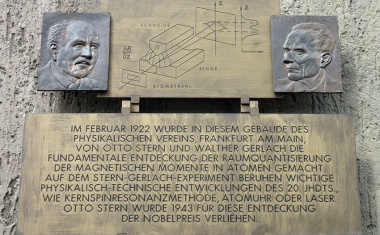 SCHNEIDE
Z
∂B
∂Z
RINNE
ATOMSTRAHL
IM FEBRUAR 1922 WURDE IN DIESEM GEBÄUDE DES
PHYSIKALISCHEN VEREINS, FRANKFURT AM MAIN,
VON OTTO STERN UND WALTHER GERLACH DIE
FUNDAMENTALE ENTDECKUNG DER RAUMQUANTISIERUNG
DER MAGNETISCHEN MOMENTE IN ATOMEN GEMACHT.
AUF DEM STERN-GERLACH-EXPERIMENT BERUHEN WICHTIGE
PHYSIKALISCH-TECHNISCHE ENTWICKLUNGEN DES 20. JHDTS.,
WIE KERNSPINRESONANZMETHODE, ATOMUHR ODER LASER.
OTTO STERN WURDE 1943 FÜR DIESE ENTDECKUNG
DER NOBELPREIS VERLIEHEN.